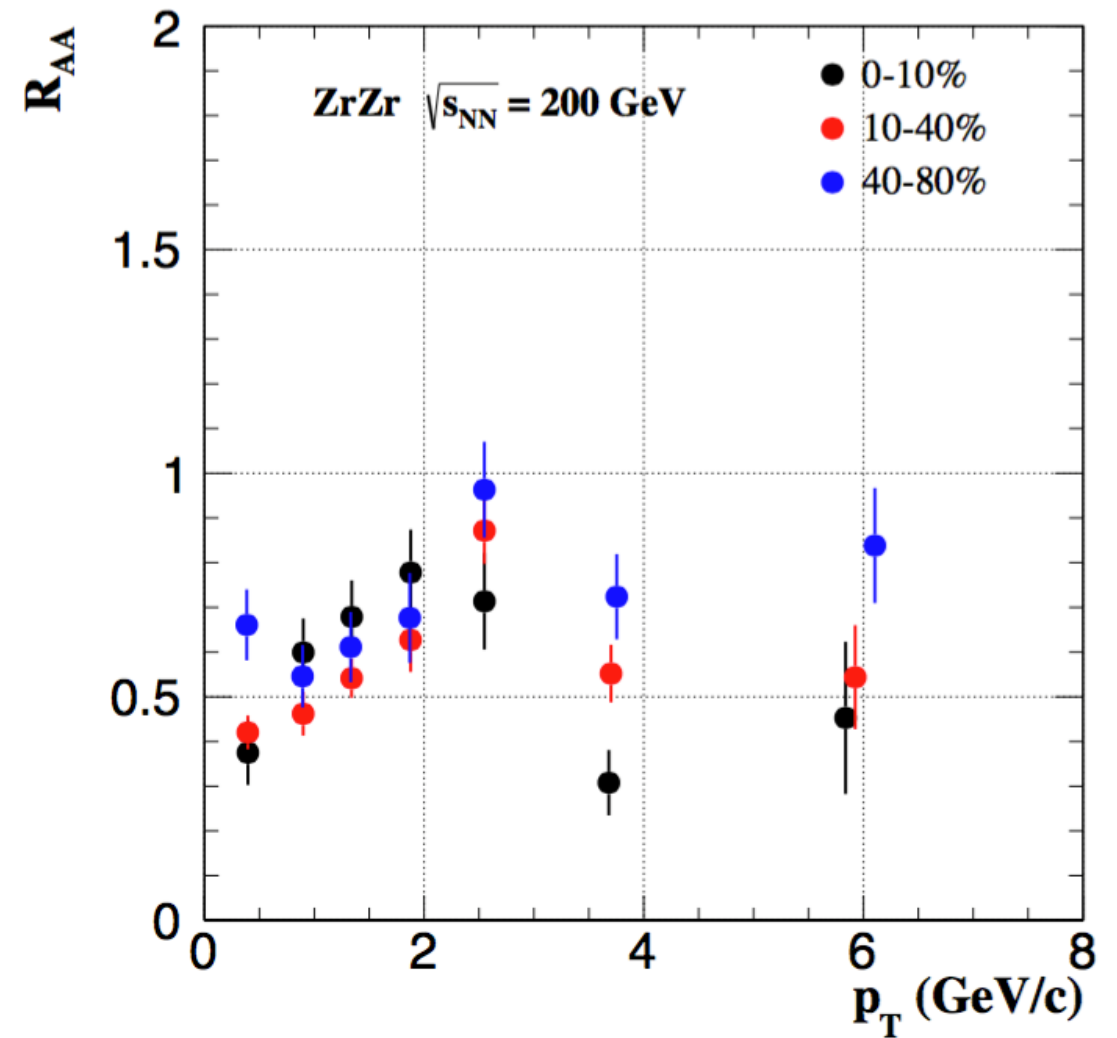 R_AA
2
1.5
1
0.5
0
ZrZr √s_NN = 200 GeV
0-10%
10-40%
40-80%
0 2 4 6 8
p_T (GeV/c)